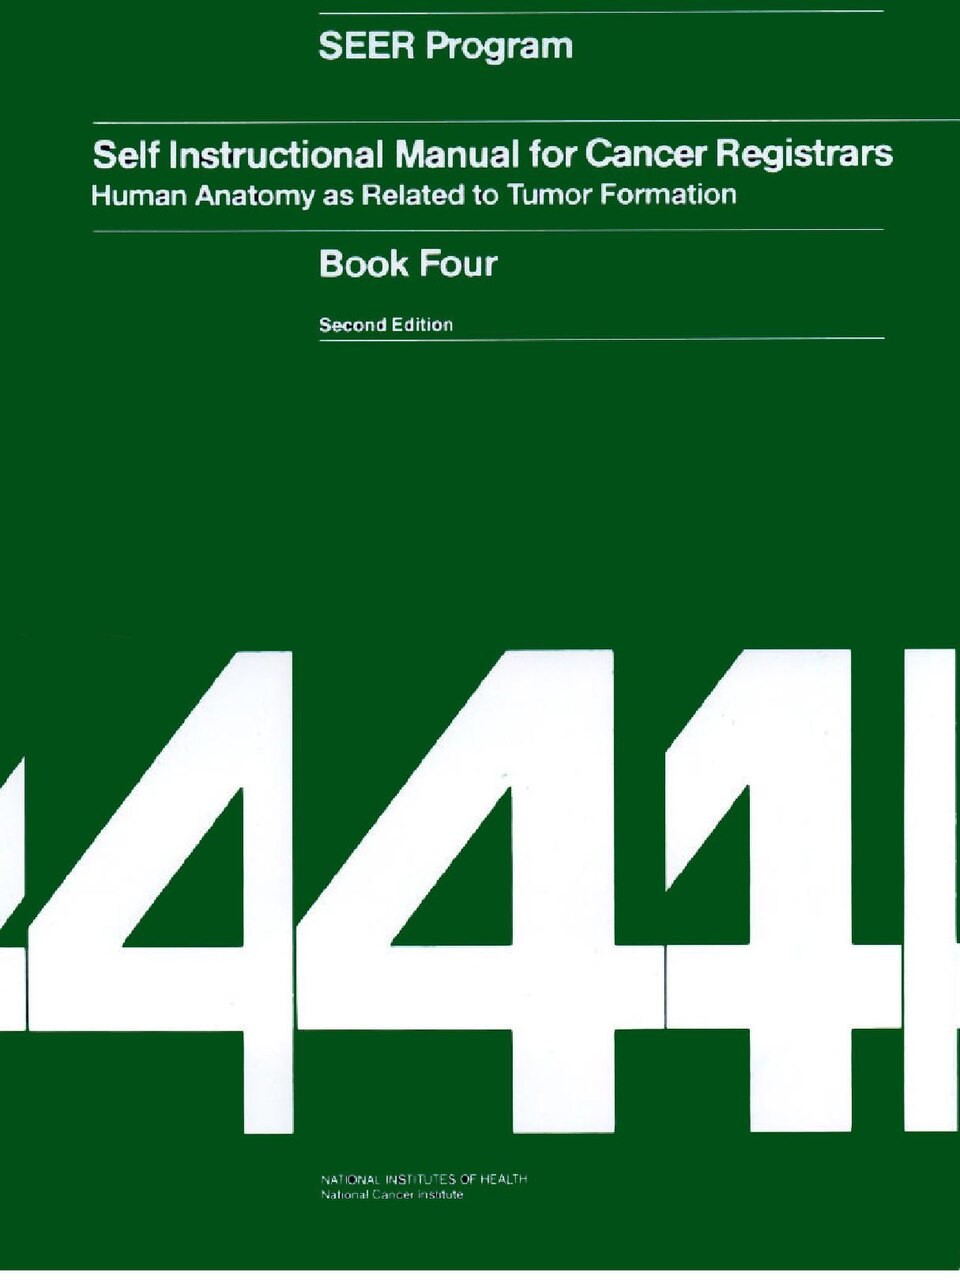 SEER Program
Self Instructional Manual for Cancer Registrars
Human Anatomy as Related to Tumor Formation
Book Four
Second Edition
4441
NATIONAL INSTITUTES OF HEALTH
National Cancer Institute